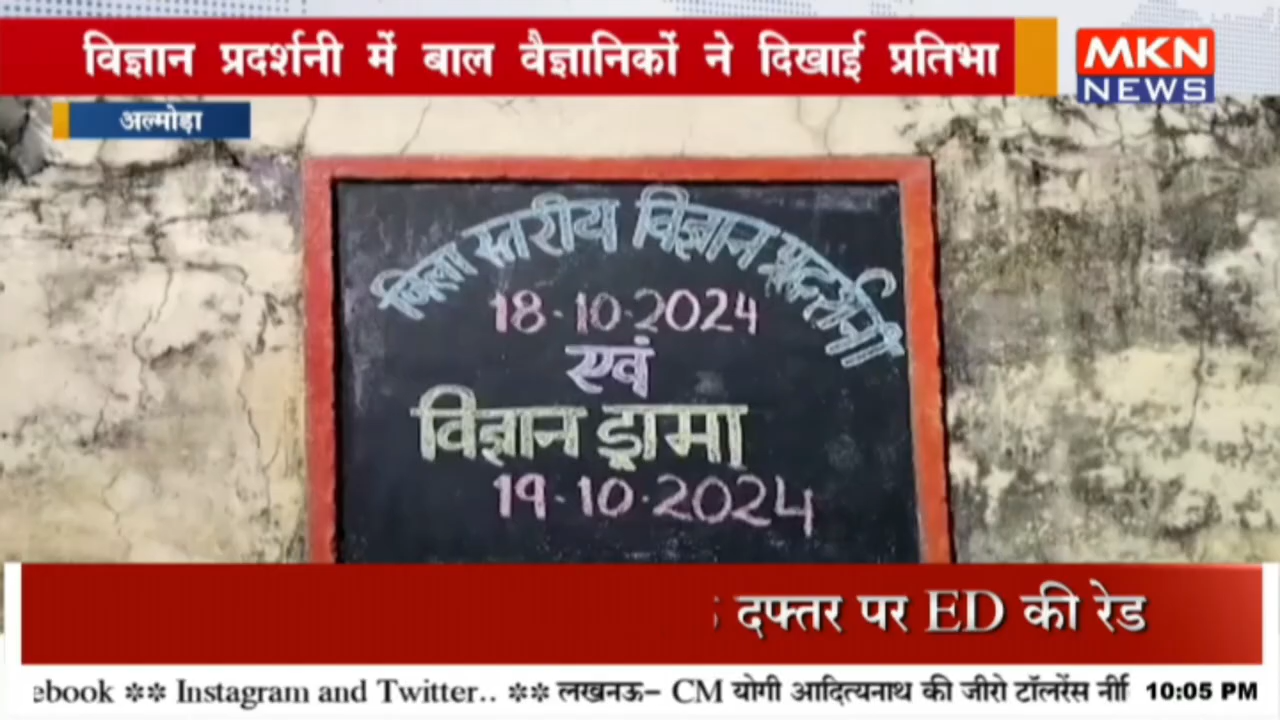 विज्ञान प्रदर्शनी में बाल वैज्ञानिकों ने दिखाई प्रतिभा
MKN
NEWS
अल्मोड़ा
जिला स्तरीय विज्ञान प्रदर्शनी
18-10-2024
एवं
विज्ञान ड्रामा
19-10-2024
दफ्तर पर ED की रेड
ebook ** Instagram and Twitter.. ** लखनऊ– CM योगी आदित्यनाथ की जीरो टॉलरेंस 10:05 PM